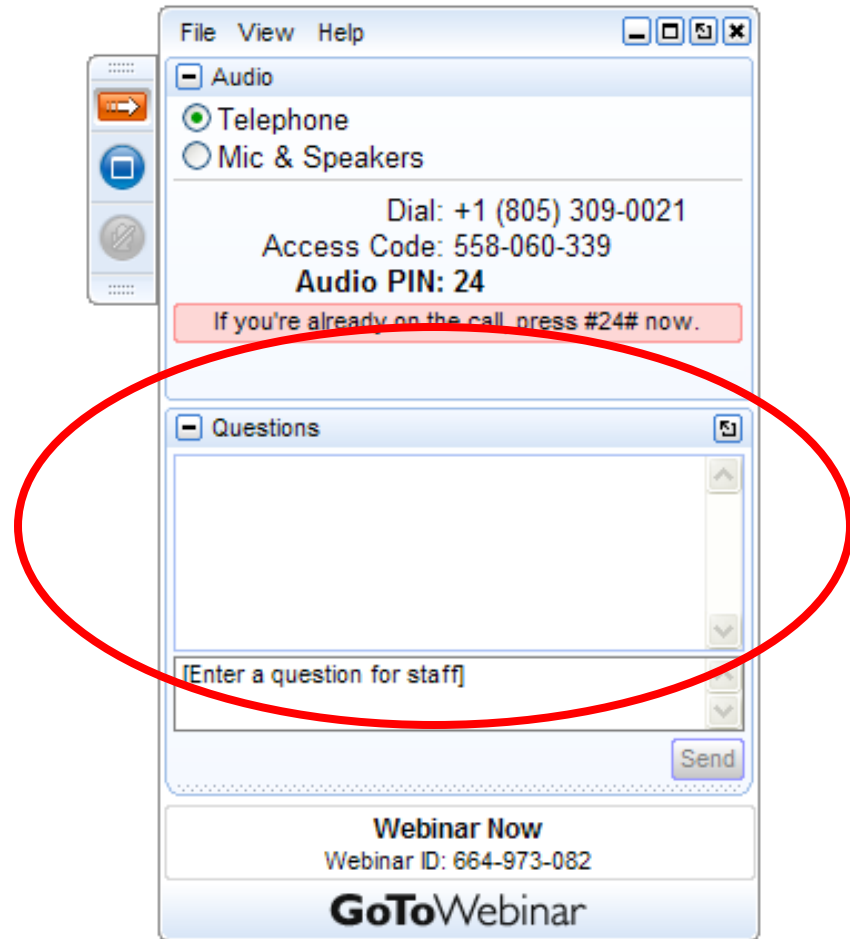 File View Help
Audio
Telephone
Mic & Speakers
Dial: +1 (805) 309-0021
Access Code: 558-060-339
Audio PIN: 24
If you're already on the call, press #24# now.
Questions
[Enter a question for staff]
Send
Webinar Now
Webinar ID: 664-973-082
GoToWebinar